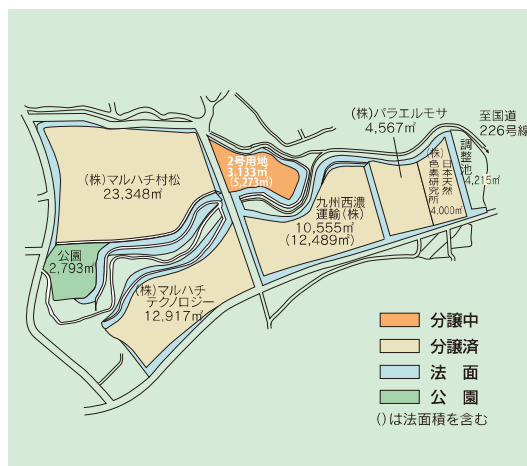 (株)パラエルモサ
4,567㎡
至国道
226号線
2号用地
3,133㎡
(5,273㎡)
(株)マルハチ村松
23,348㎡
九州西濃
運輸(株)
10,555㎡
(12,489㎡)
(株)日本天然
色素研究所
4,000㎡
調整池
4,215㎡
公園
2,793㎡
(株)マルハチ
テクノロジー
12,917㎡
分譲中
分譲済
法 面
公 園
()は法面積を含む